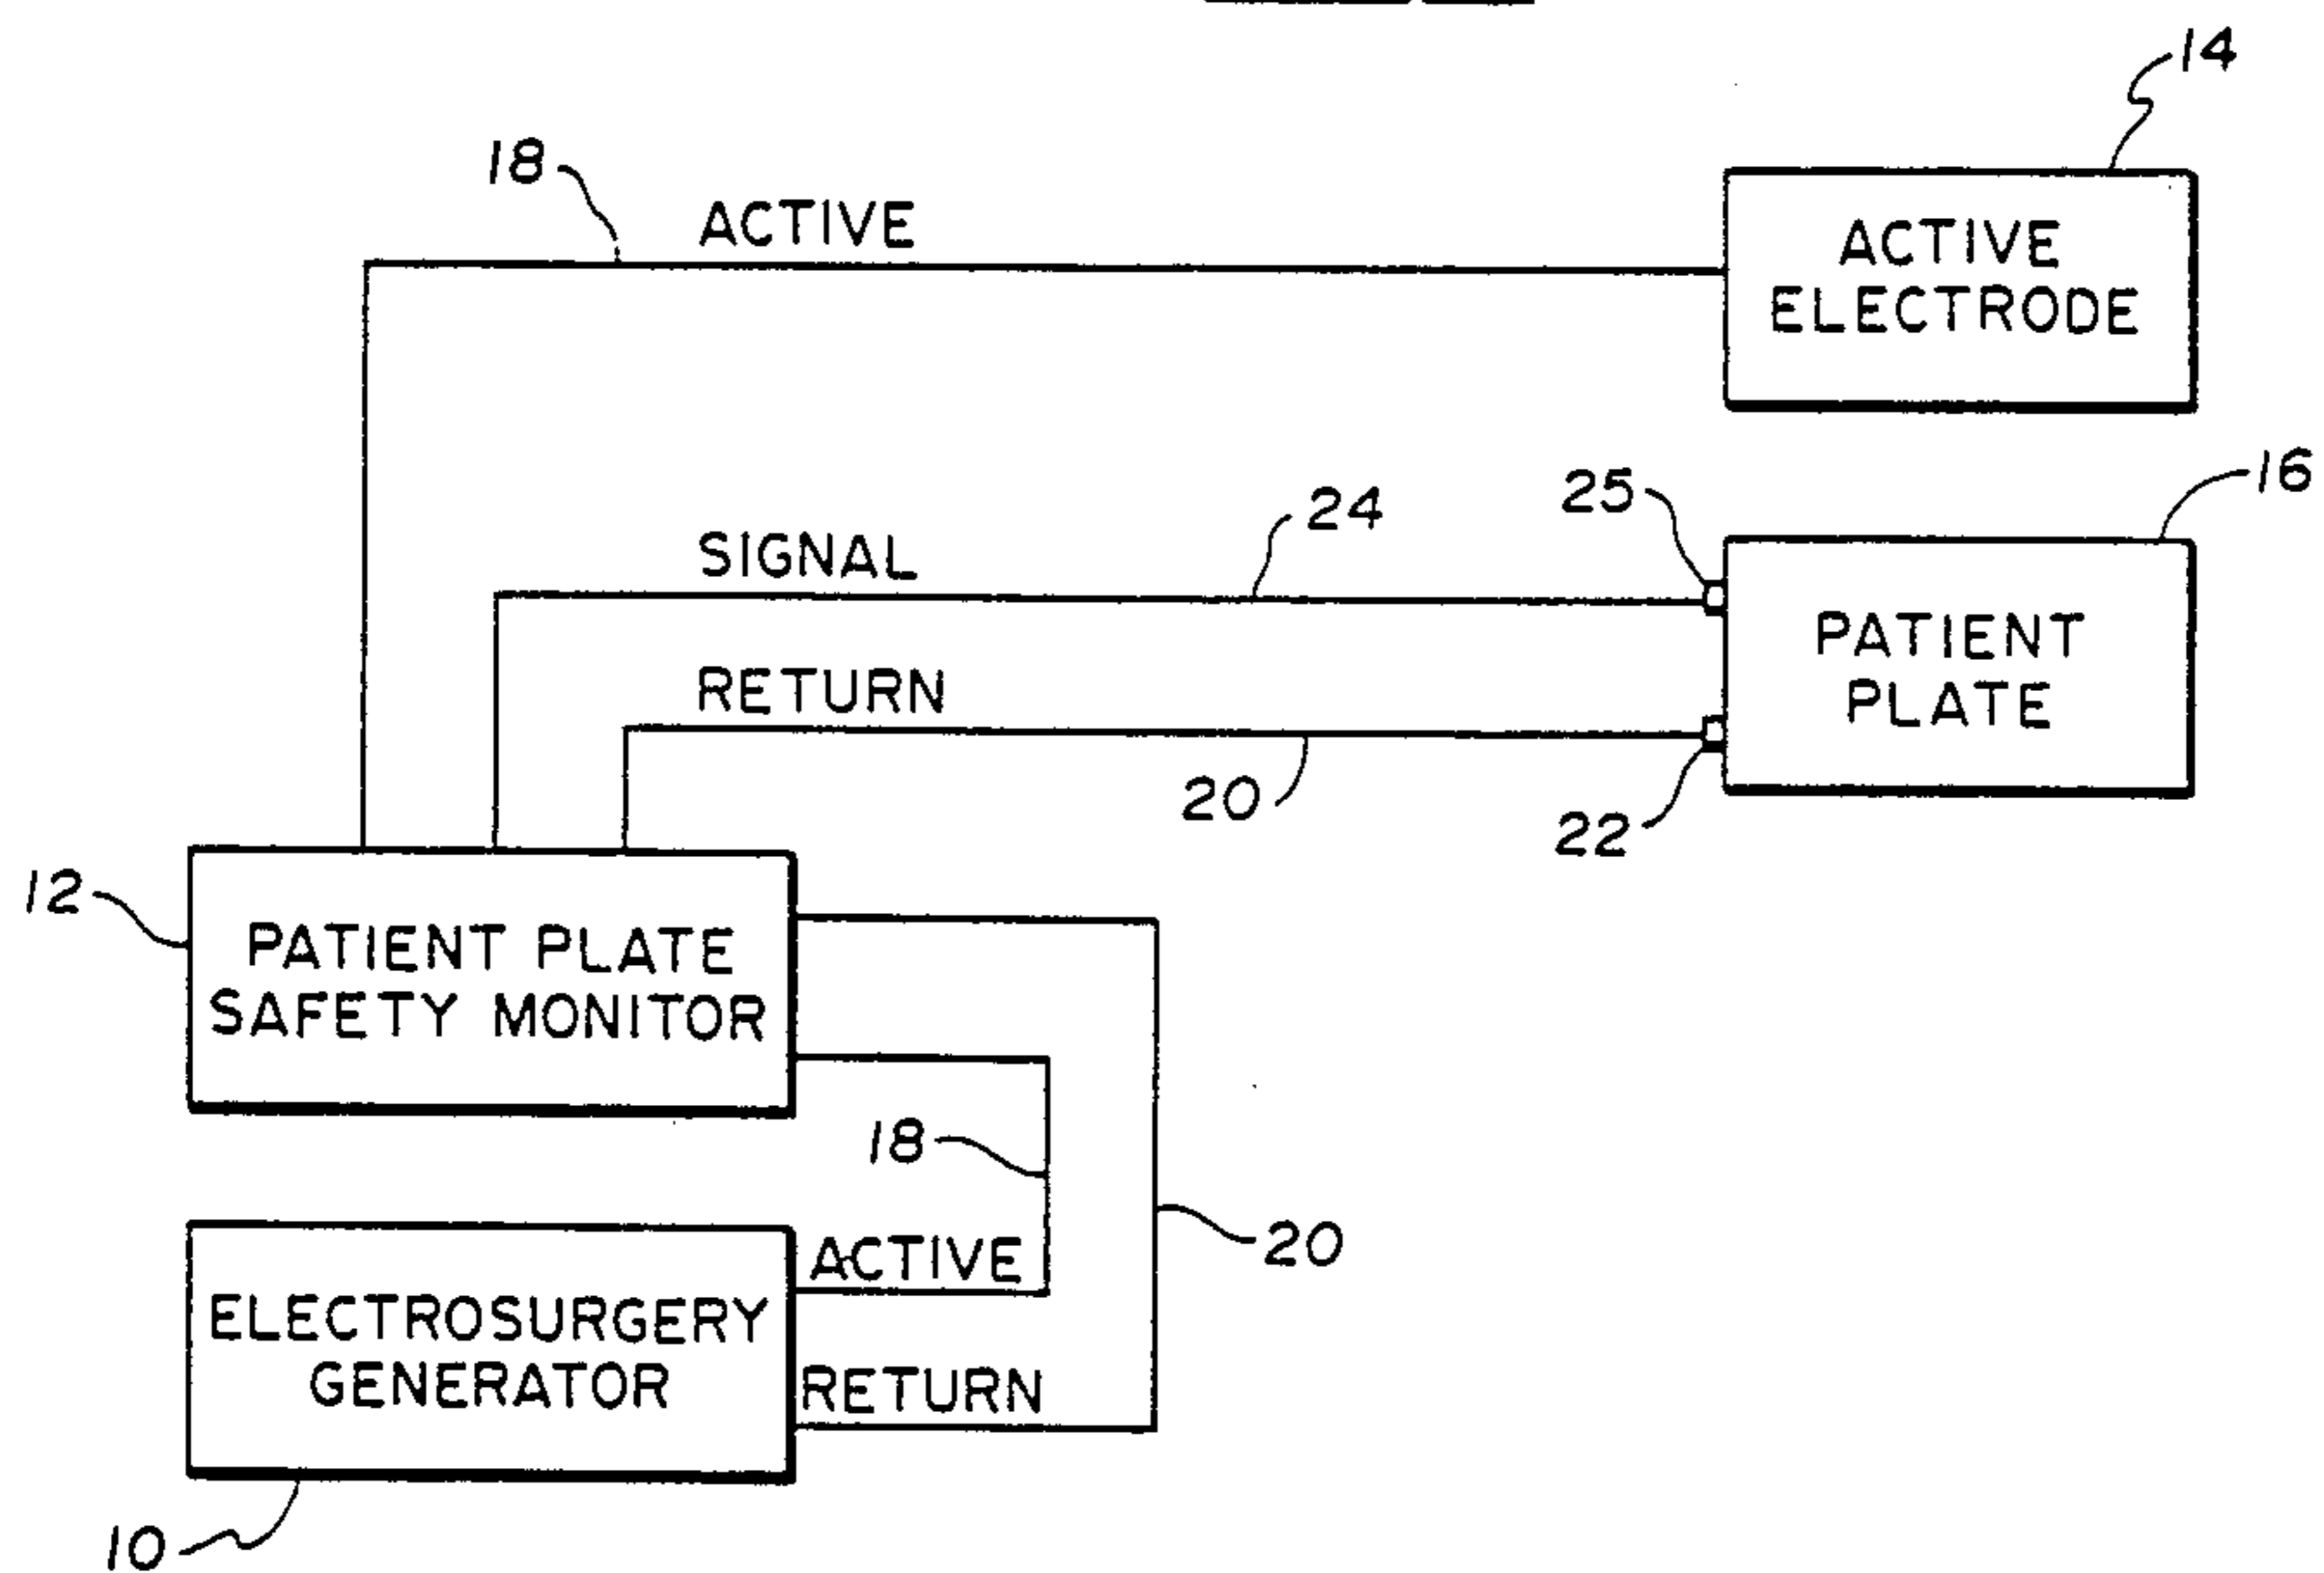 14
18
ACTIVE
ACTIVE
ELECTRODE
16
25
24
SIGNAL
PATIENT
PLATE
RETURN
20
22
12
PATIENT PLATE
SAFETY MONITOR
18
20
ACTIVE
ELECTROSURGERY
GENERATOR
RETURN
10